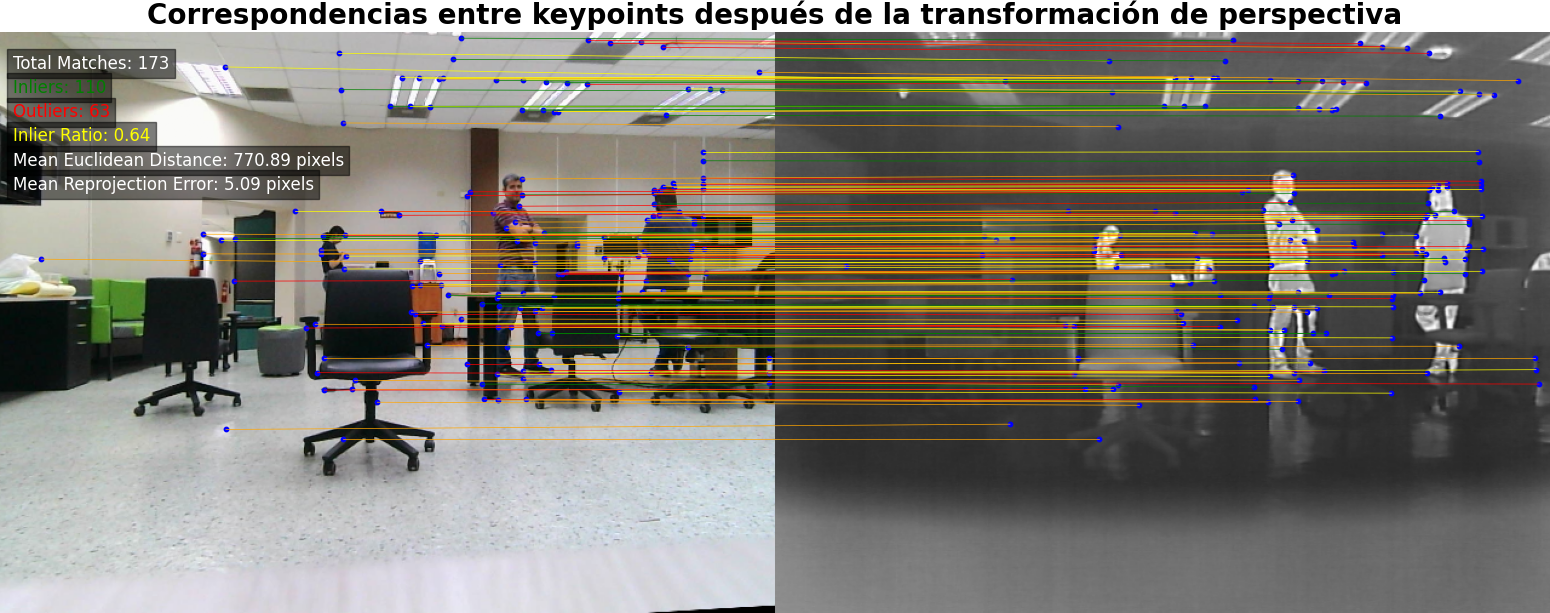 Correspondencias entre keypoints después de la transformación de perspectiva
Total Matches: 173
Inliers: 110
Outliers: 63
Inlier Ratio: 0.64
Mean Euclidean Distance: 770.89 pixels
Mean Reprojection Error: 5.09 pixels